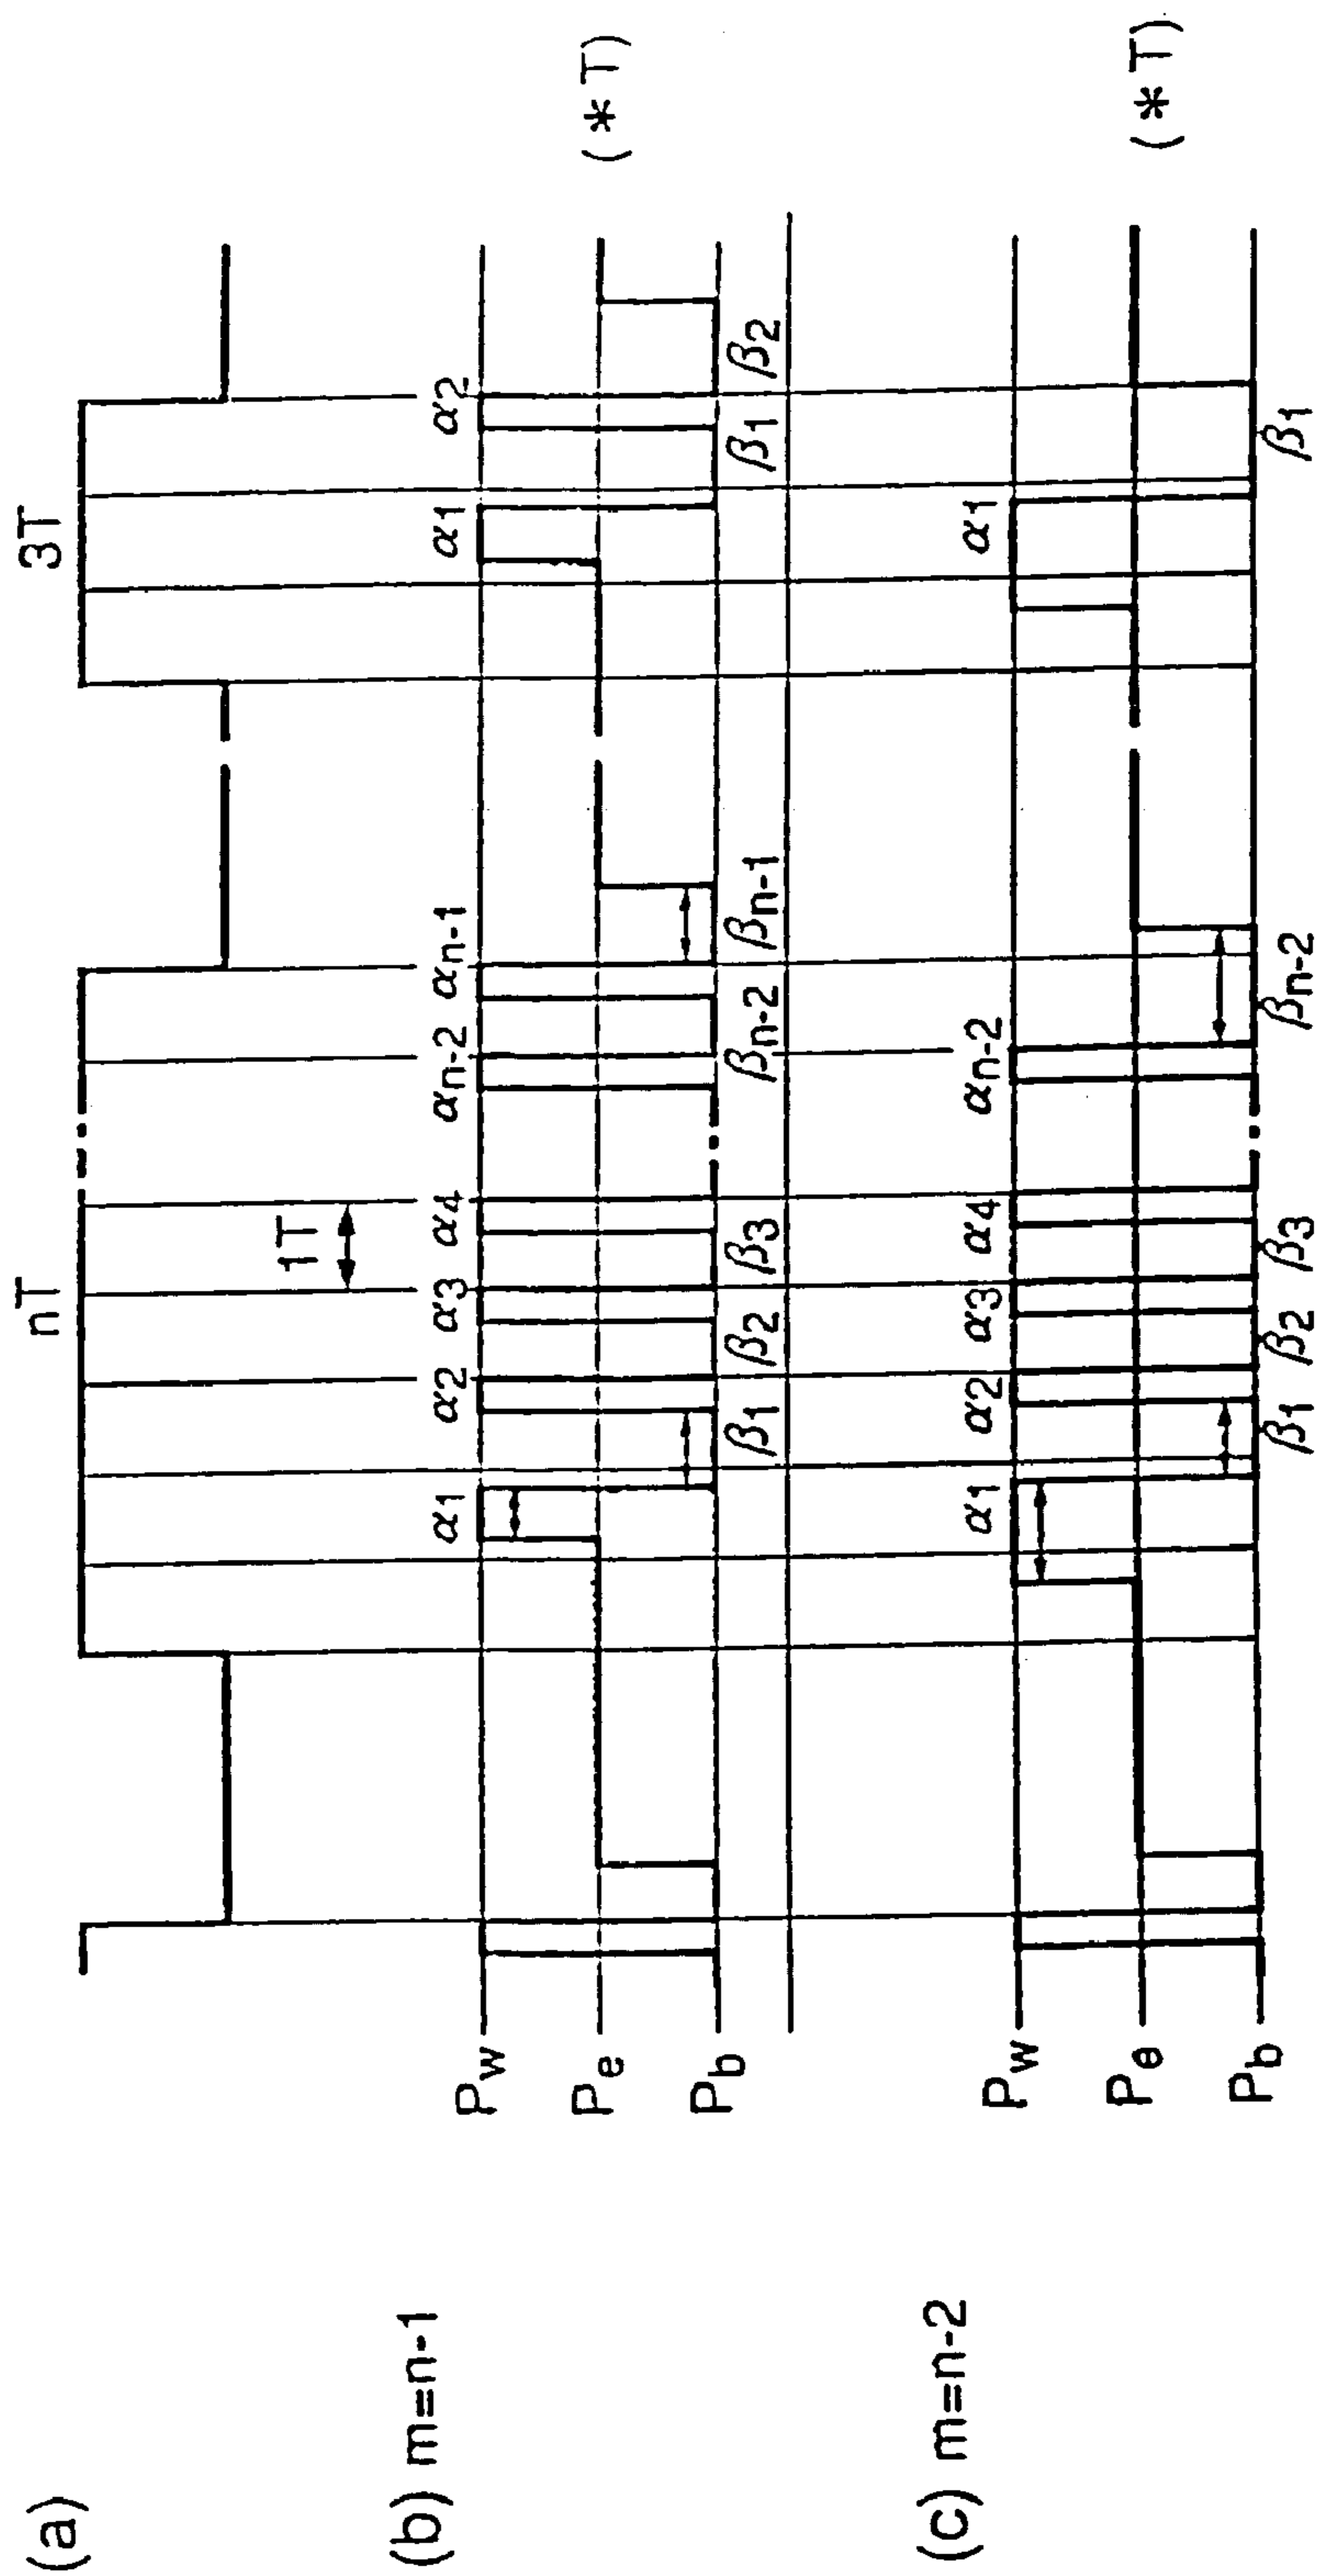 (a)
nT
3T
1T
(b) m=n-1
α1
α2
α3
α4
αn-2
αn-1
α1
α2
Pw
Pe
Pb
β1
β2
β3
βn-2
βn-1
β1
β2
(*T)
(c) m=n-2
α1
α2
α3
α4
αn-2
α1
Pw
Pe
Pb
β1
β2
β3
βn-2
β1
(*T)